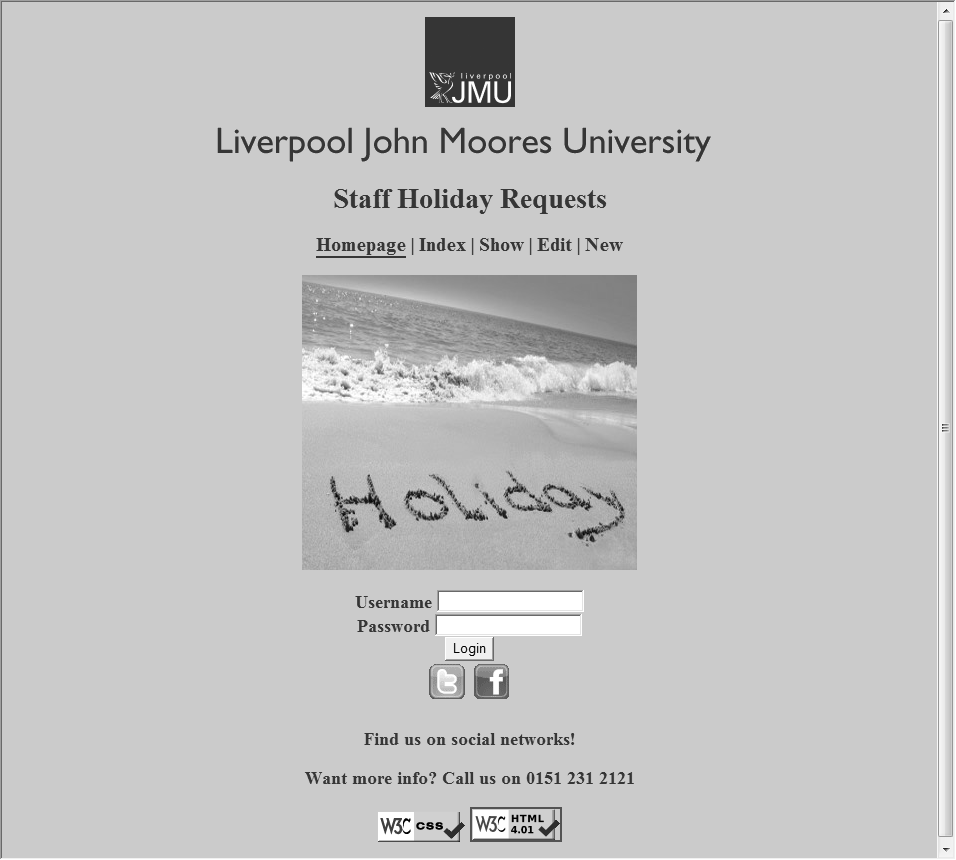 liverpool
JMU
Liverpool John Moores University
Staff Holiday Requests
Homepage | Index | Show | Edit | New
Holiday
Username
Password
Login
t f
Find us on social networks!
Want more info? Call us on 0151 231 2121
W3C css W3C HTML 4.01